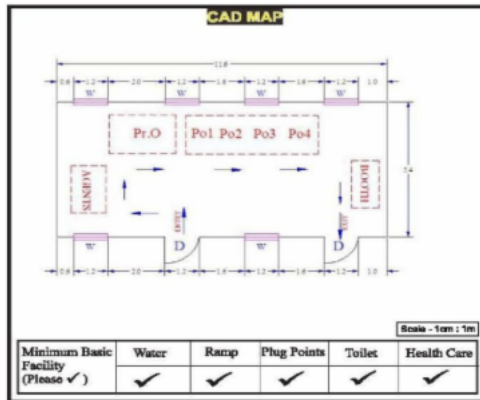 CAD MAP
11.6
0.6 1.2 2.0 1.2 1.6 1.2 1.6 1.2 1.0
W W W W
Pr.O Po1 Po2 Po3 Po4
AGENTS
BOOTH
5.4
ENTRY
EXIT
W D W D
0.6 1.2 2.0 1.2 1.6 1.2 1.6 1.2 1.0
Scale - 1cm : 1m
Minimum Basic Facility (Please ✓) Water Ramp Plug Points Toilet Health Care
✓ ✓ ✓ ✓ ✓